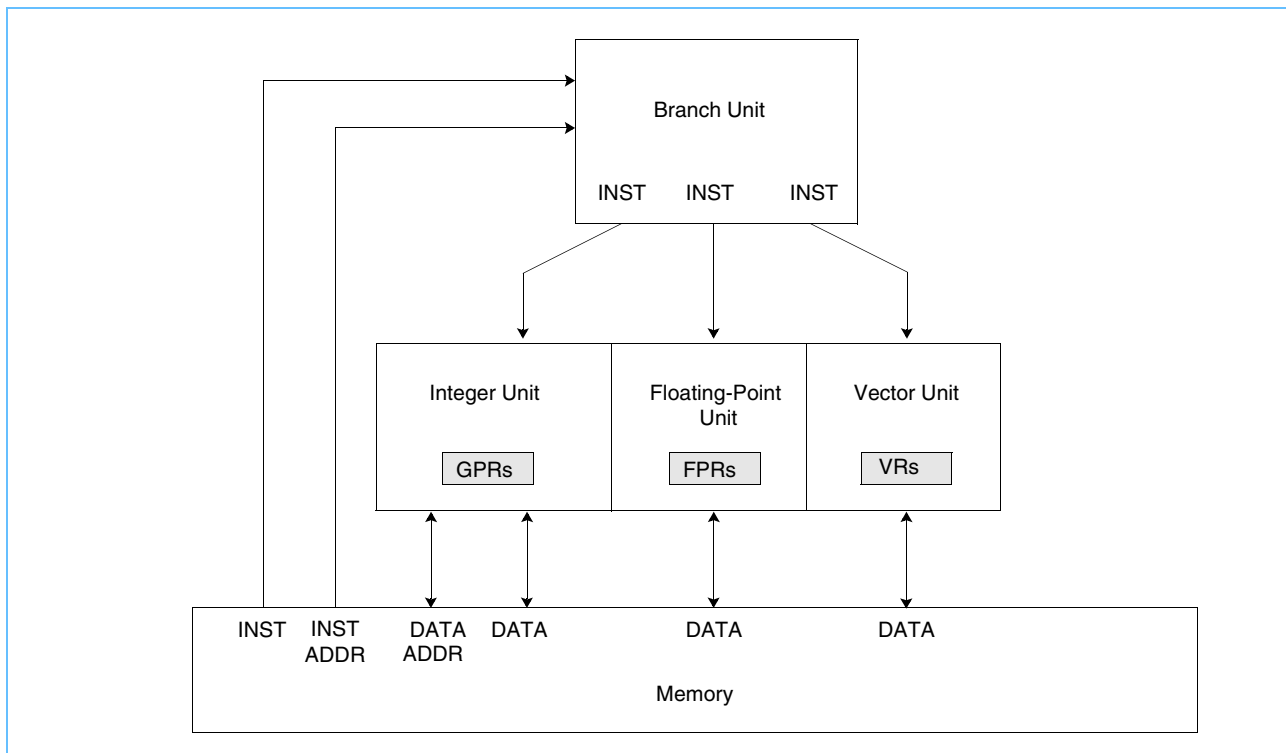 Branch Unit
INST INST INST
Integer Unit
GPRs
Floating-Point
Unit
FPRs
Vector Unit
VRs
INST
INST
ADDR
DATA
ADDR
DATA
DATA
DATA
Memory